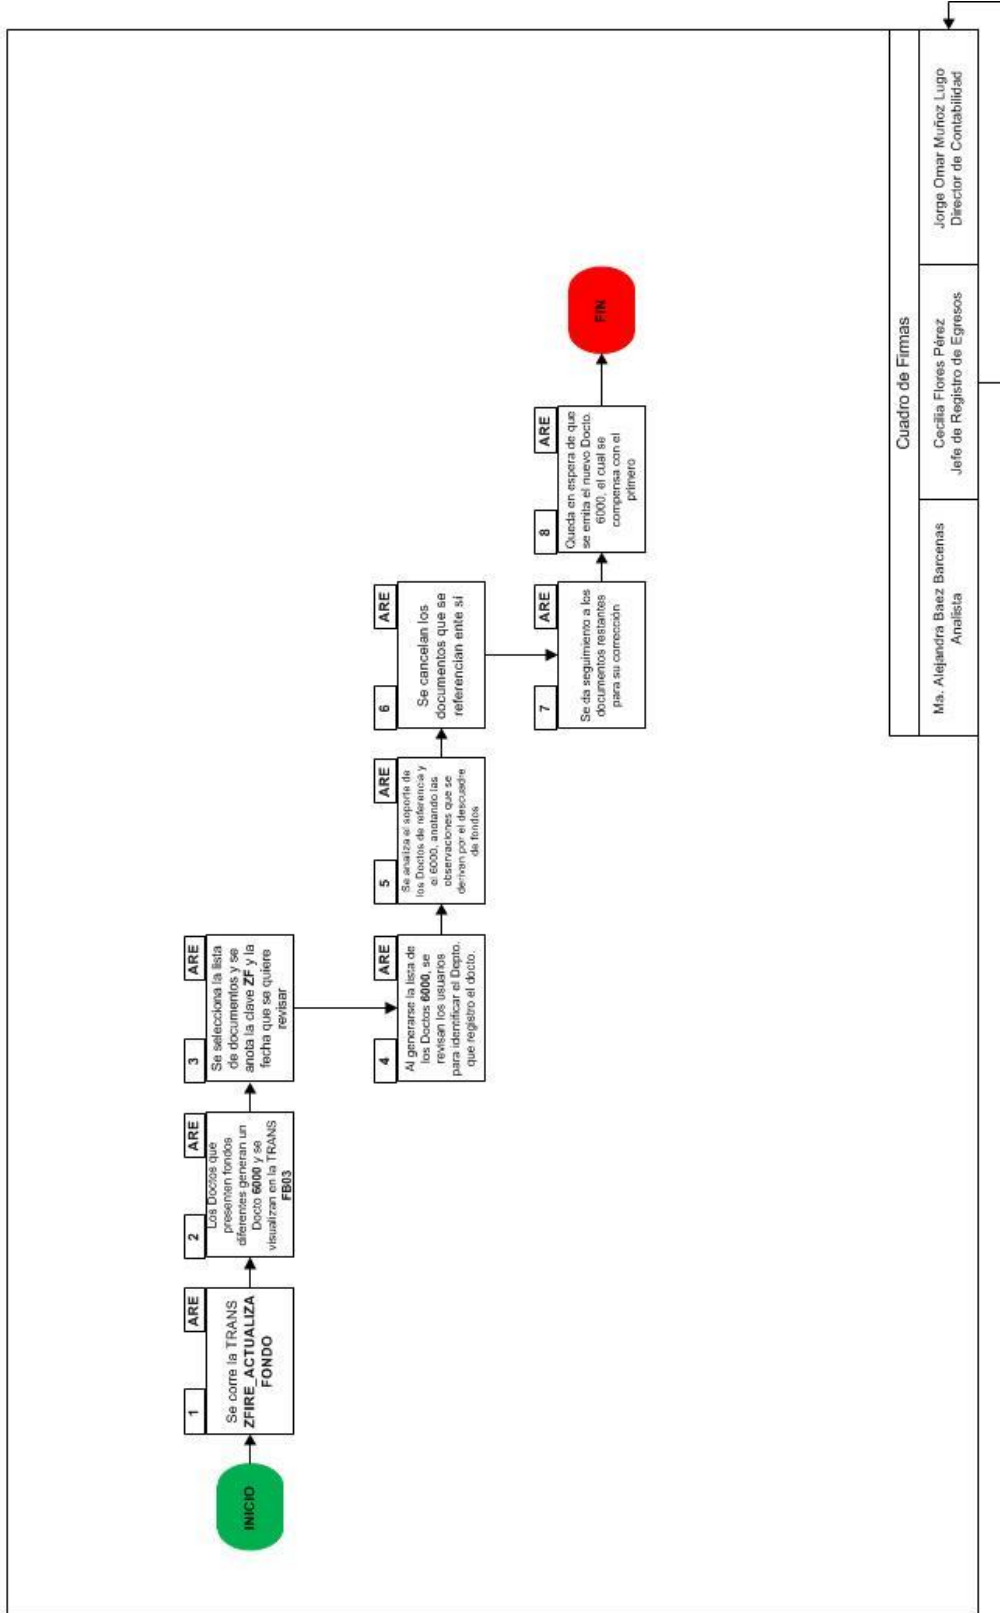 INICIO
1
ARE
Se corre la TRANS
ZFIRE_ACTUALIZA
FONDO
2
ARE
Los Doctos que
presenten fondos
diferentes generan un
Docto 6000 y se
visualizan en la TRANS
FB03
3
ARE
Se selecciona la lista
de documentos y se
anota la clave ZF y la
fecha que se quiere
revisar
4
ARE
Al generarse la lista de
los Doctos 6000, se
revisan los usuarios
para identificar el Depto.
que registro el docto.
5
ARE
Se analiza el soporte de
los Doctos de referencia y
el 6000, anotando las
observaciones que se
derivan por el descuadre
de fondos
6
ARE
Se cancelan los
documentos que se
referencian ente sí
7
ARE
Se da seguimiento a los
documentos restantes
para su corrección
8
ARE
Queda en espera de que
se emita el nuevo Docto.
6000, el cual se
compensa con el
primero
FIN
Cuadro de Firmas
Ma. Alejandra Baez Barcenas
Analista
Cecilia Flores Pérez
Jefe de Registro de Egresos
Jorge Omar Muñoz Lugo
Director de Contabilidad